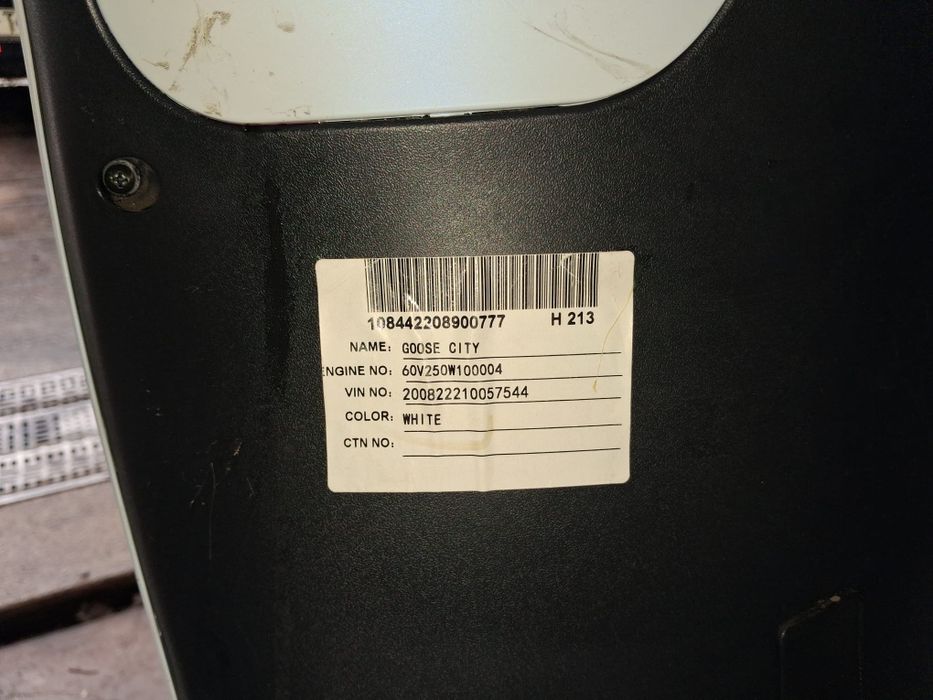 108442208900777 H 213
NAME: GOOSE CITY
ENGINE NO: 60V250W100004
VIN NO: 200822210057544
COLOR: WHITE
CTN NO: